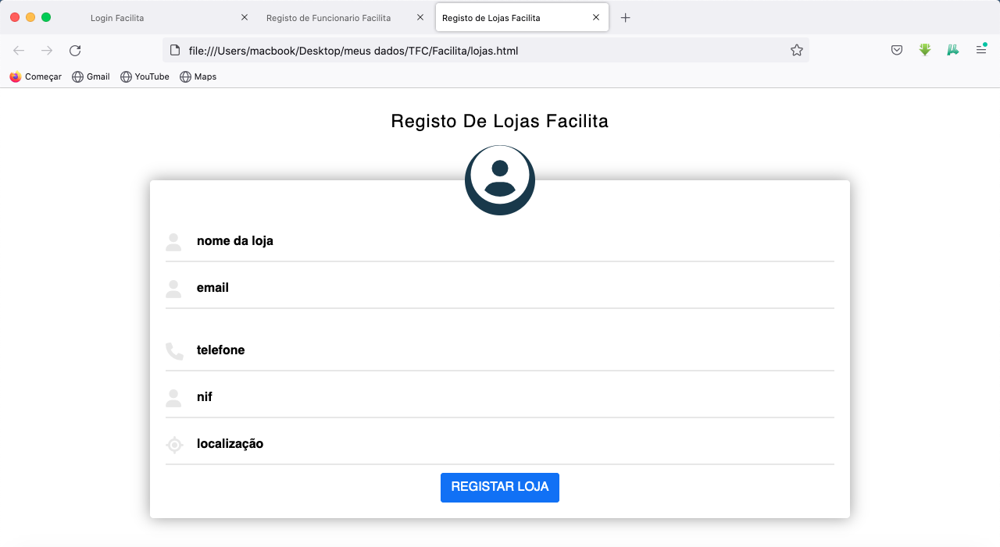 Login Facilita
Registo de Funcionario Facilita
Registo de Lojas Facilita
file:///Users/macbook/Desktop/meus dados/TFC/Facilita/lojas.html
Começar Gmail YouTube Maps
Registo De Lojas Facilita
nome da loja
email
telefone
nif
localização
REGISTAR LOJA